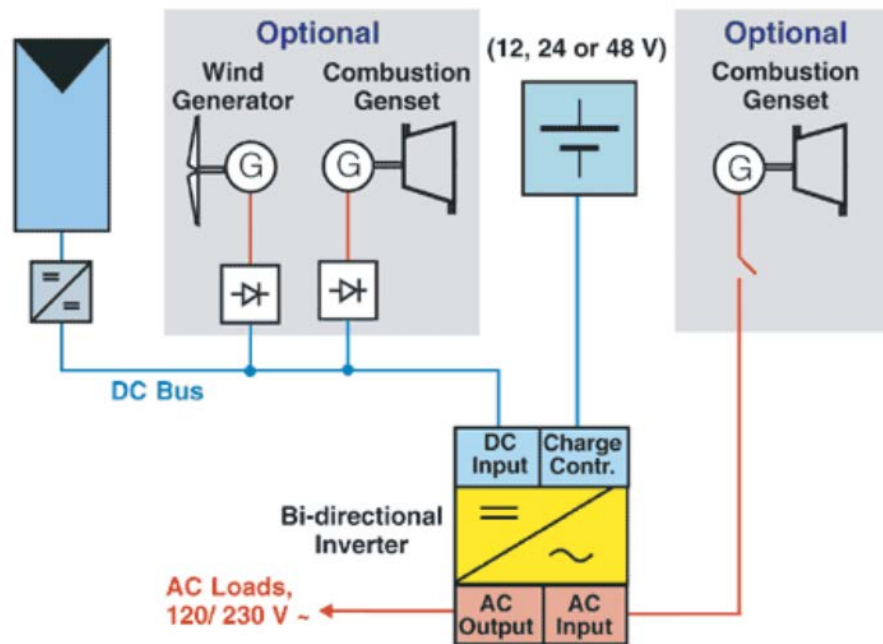 Optional
Wind
Generator
Combustion
Genset
G
G
(12, 24 or 48 V)
Optional
Combustion
Genset
G
DC Bus
DC
Input
Charge
Contr.
Bi-directional
Inverter
AC Loads,
120/ 230 V ~
AC
Output
AC
Input